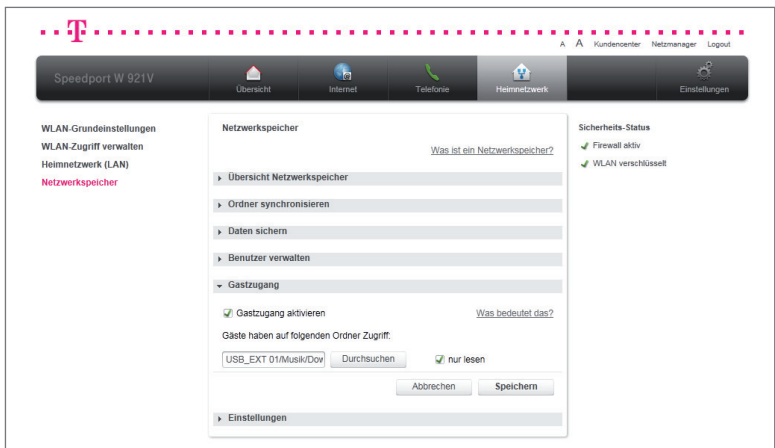 T
A A Kundencenter Netzmanager Logout
Speedport W 921V
Übersicht Internet Telefonie Heimnetzwerk Einstellungen
WLAN-Grundeinstellungen
WLAN-Zugriff verwalten
Heimnetzwerk (LAN)
Netzwerkspeicher
Netzwerkspeicher
Was ist ein Netzwerkspeicher?
Übersicht Netzwerkspeicher
Ordner synchronisieren
Daten sichern
Benutzer verwalten
Gastzugang
Gastzugang aktivieren Was bedeutet das?
Gäste haben auf folgenden Ordner Zugriff:
USB_EXT 01/Musik/Dow Durchsuchen nur lesen
Abbrechen Speichern
Einstellungen
Sicherheits-Status
Firewall aktiv
WLAN verschlüsselt